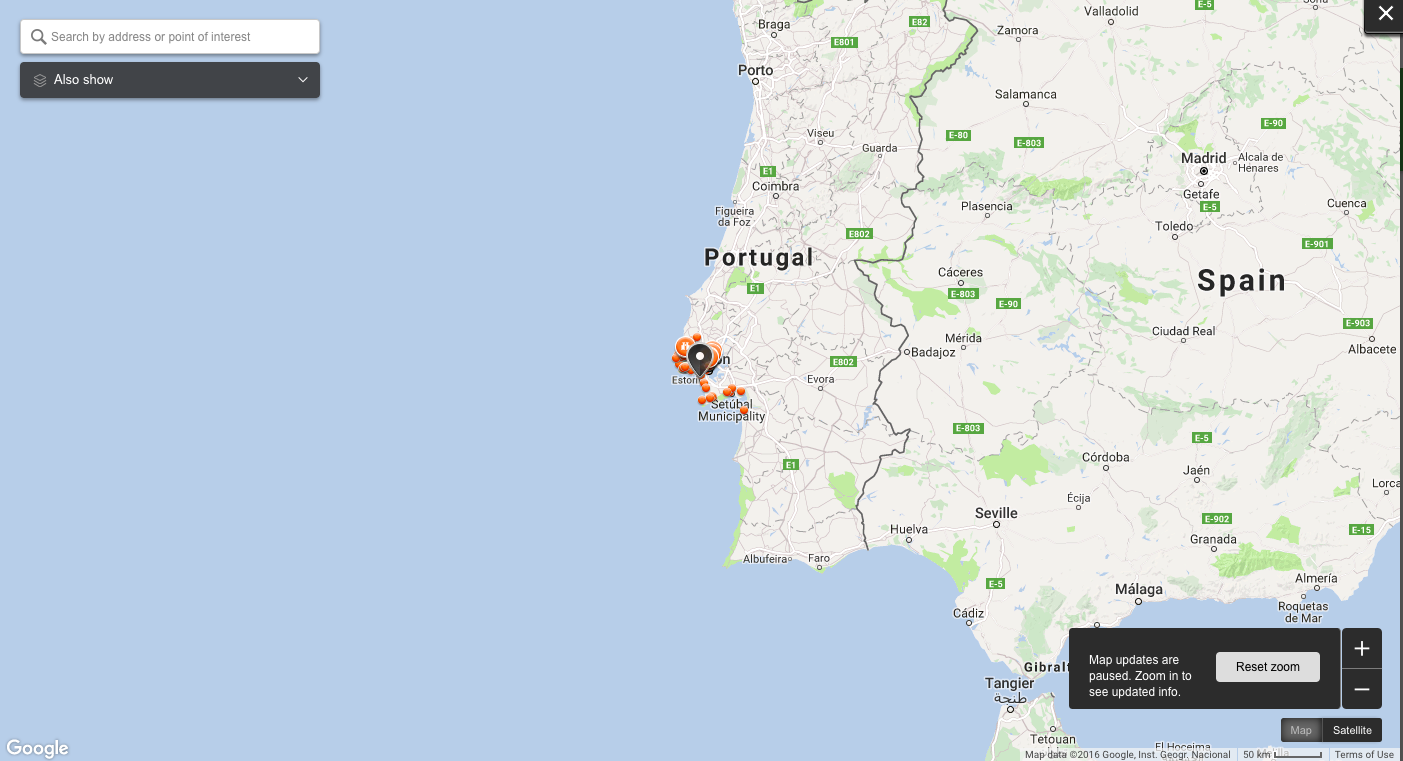 Search by address or point of interest
Also show
Braga
E82
Zamora
Valladolid
E-5
E801
Porto
Salamanca
E-90
Viseu
E-80
E-803
Guarda
Madrid
Alcala de
Henares
E1
Coimbra
Getafe
E-5
Plasencia
Cuenca
Figueira
da Foz
Toledo
E802
E-901
Portugal
Cáceres
Spain
E1
E-803
E-90
E-903
Ciudad Real
Mérida
Albacete
Badajoz
E802
Evora
Setúbal
Municipality
E-803
E-5
Córdoba
E1
Jaén
Lorca
Écija
Seville
E-902
Huelva
E-15
Granada
Albufeira
Faro
Almería
E-5
Málaga
Roquetas
de Mar
Cádiz
Map updates are
paused. Zoom in to
see updated info.
Reset zoom
Gibralt
Tangier
طنجة
Map
Satellite
Tetouan
Google
Map data ©2016 Google, Inst. Geogr. Nacional
50 km
Terms of Use